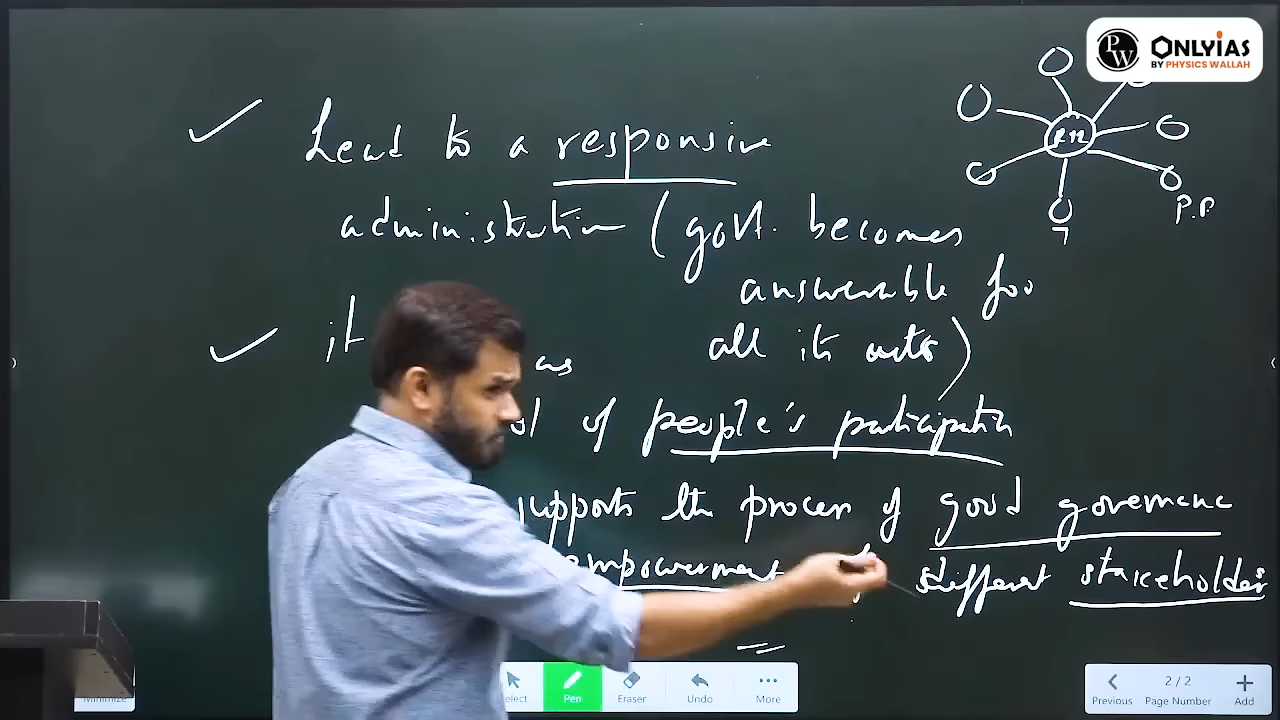 PW ONLYIAS
BY PHYSICS WALLAH
Lead to a responsive
administration (govt. becomes
answerable for
all its acts)
P.P
it as
of people's participation
supports the process of good governance
empowerment different stakeholders
Select Pen Eraser Undo More
Minimize
Previous 2 / 2 Page Number Add